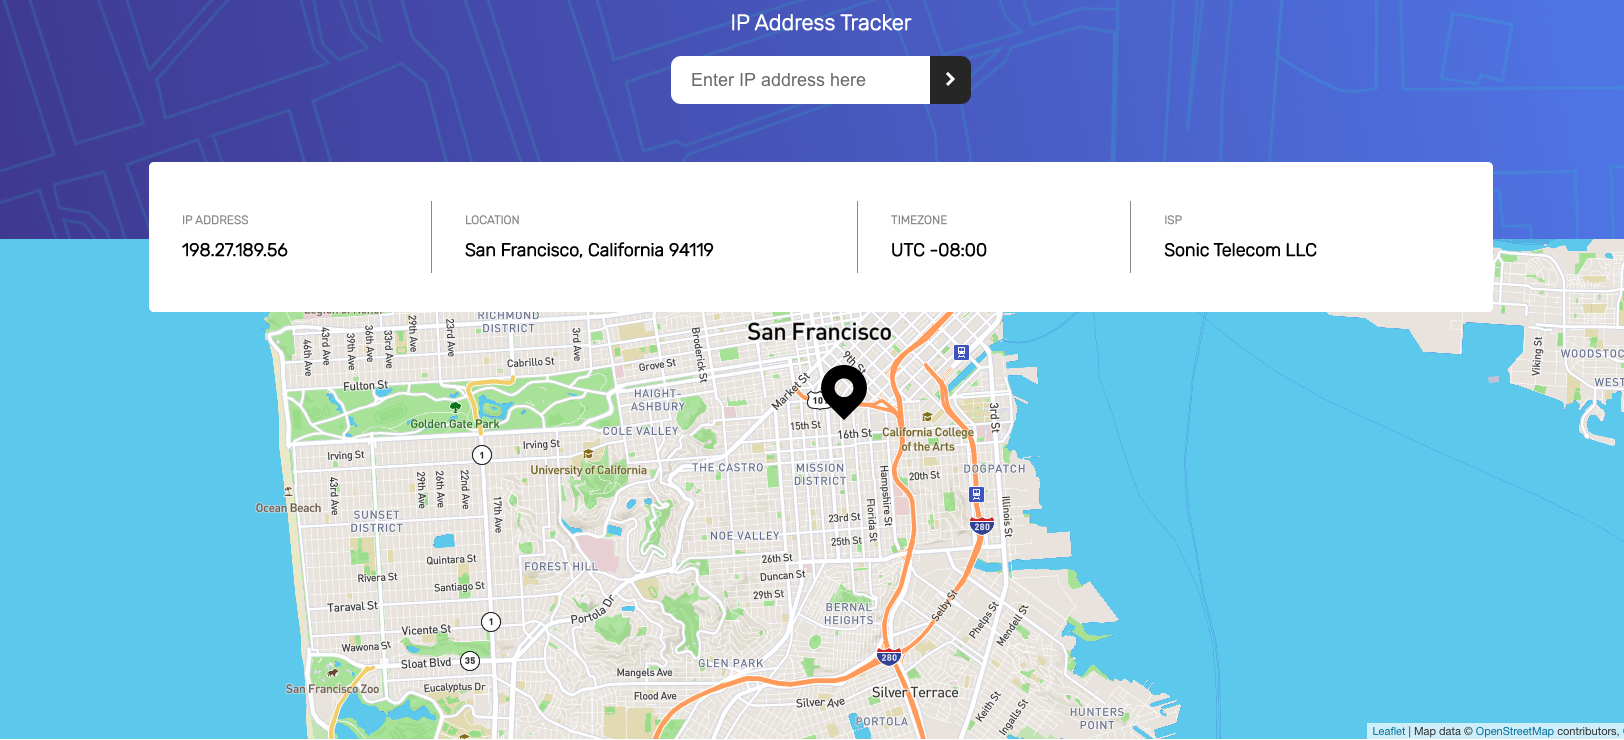 IP Address Tracker
Enter IP address here
IP ADDRESS
198.27.189.56
LOCATION
San Francisco, California 94119
TIMEZONE
UTC -08:00
ISP
Sonic Telecom LLC
RICHMOND
DISTRICT
San Francisco
46th Ave
43rd Ave
39th Ave
36th Ave
33rd Ave
29th Ave
23rd Ave
3rd Ave
Cabrillo St
Grove St
Broderick St
9th St
Viking St
WOODSTOC
WEST
Fulton St
HAIGHT-
ASHBURY
Market St
10
3rd St
Golden Gate Park
COLE VALLEY
15th St
16th St
California College
of the Arts
Irving St
Irving St
1
University of California
THE CASTRO
MISSION
DISTRICT
Hampshire St
20th St
DOGPATCH
43rd Ave
29th Ave
26th Ave
22nd Ave
17th Ave
Ocean Beach
SUNSET
DISTRICT
Florida St
23rd St
Illinois St
280
NOE VALLEY
25th St
Quintara St
26th St
FOREST HILL
Rivera St
Duncan St
Santiago St
29th St
Taraval St
Portola Dr
BERNAL
HEIGHTS
Selby St
Phelps St
Mendell St
Vicente St
1
Wawona St
Sloat Blvd
35
GLEN PARK
280
Mangels Ave
San Francisco Zoo
Eucalyptus Dr
Flood Ave
Silver Ave
Silver Terrace
Keith St
Ingalls St
PORTOLA
HUNTERS
POINT
Leaflet | Map data © OpenStreetMap contributors,